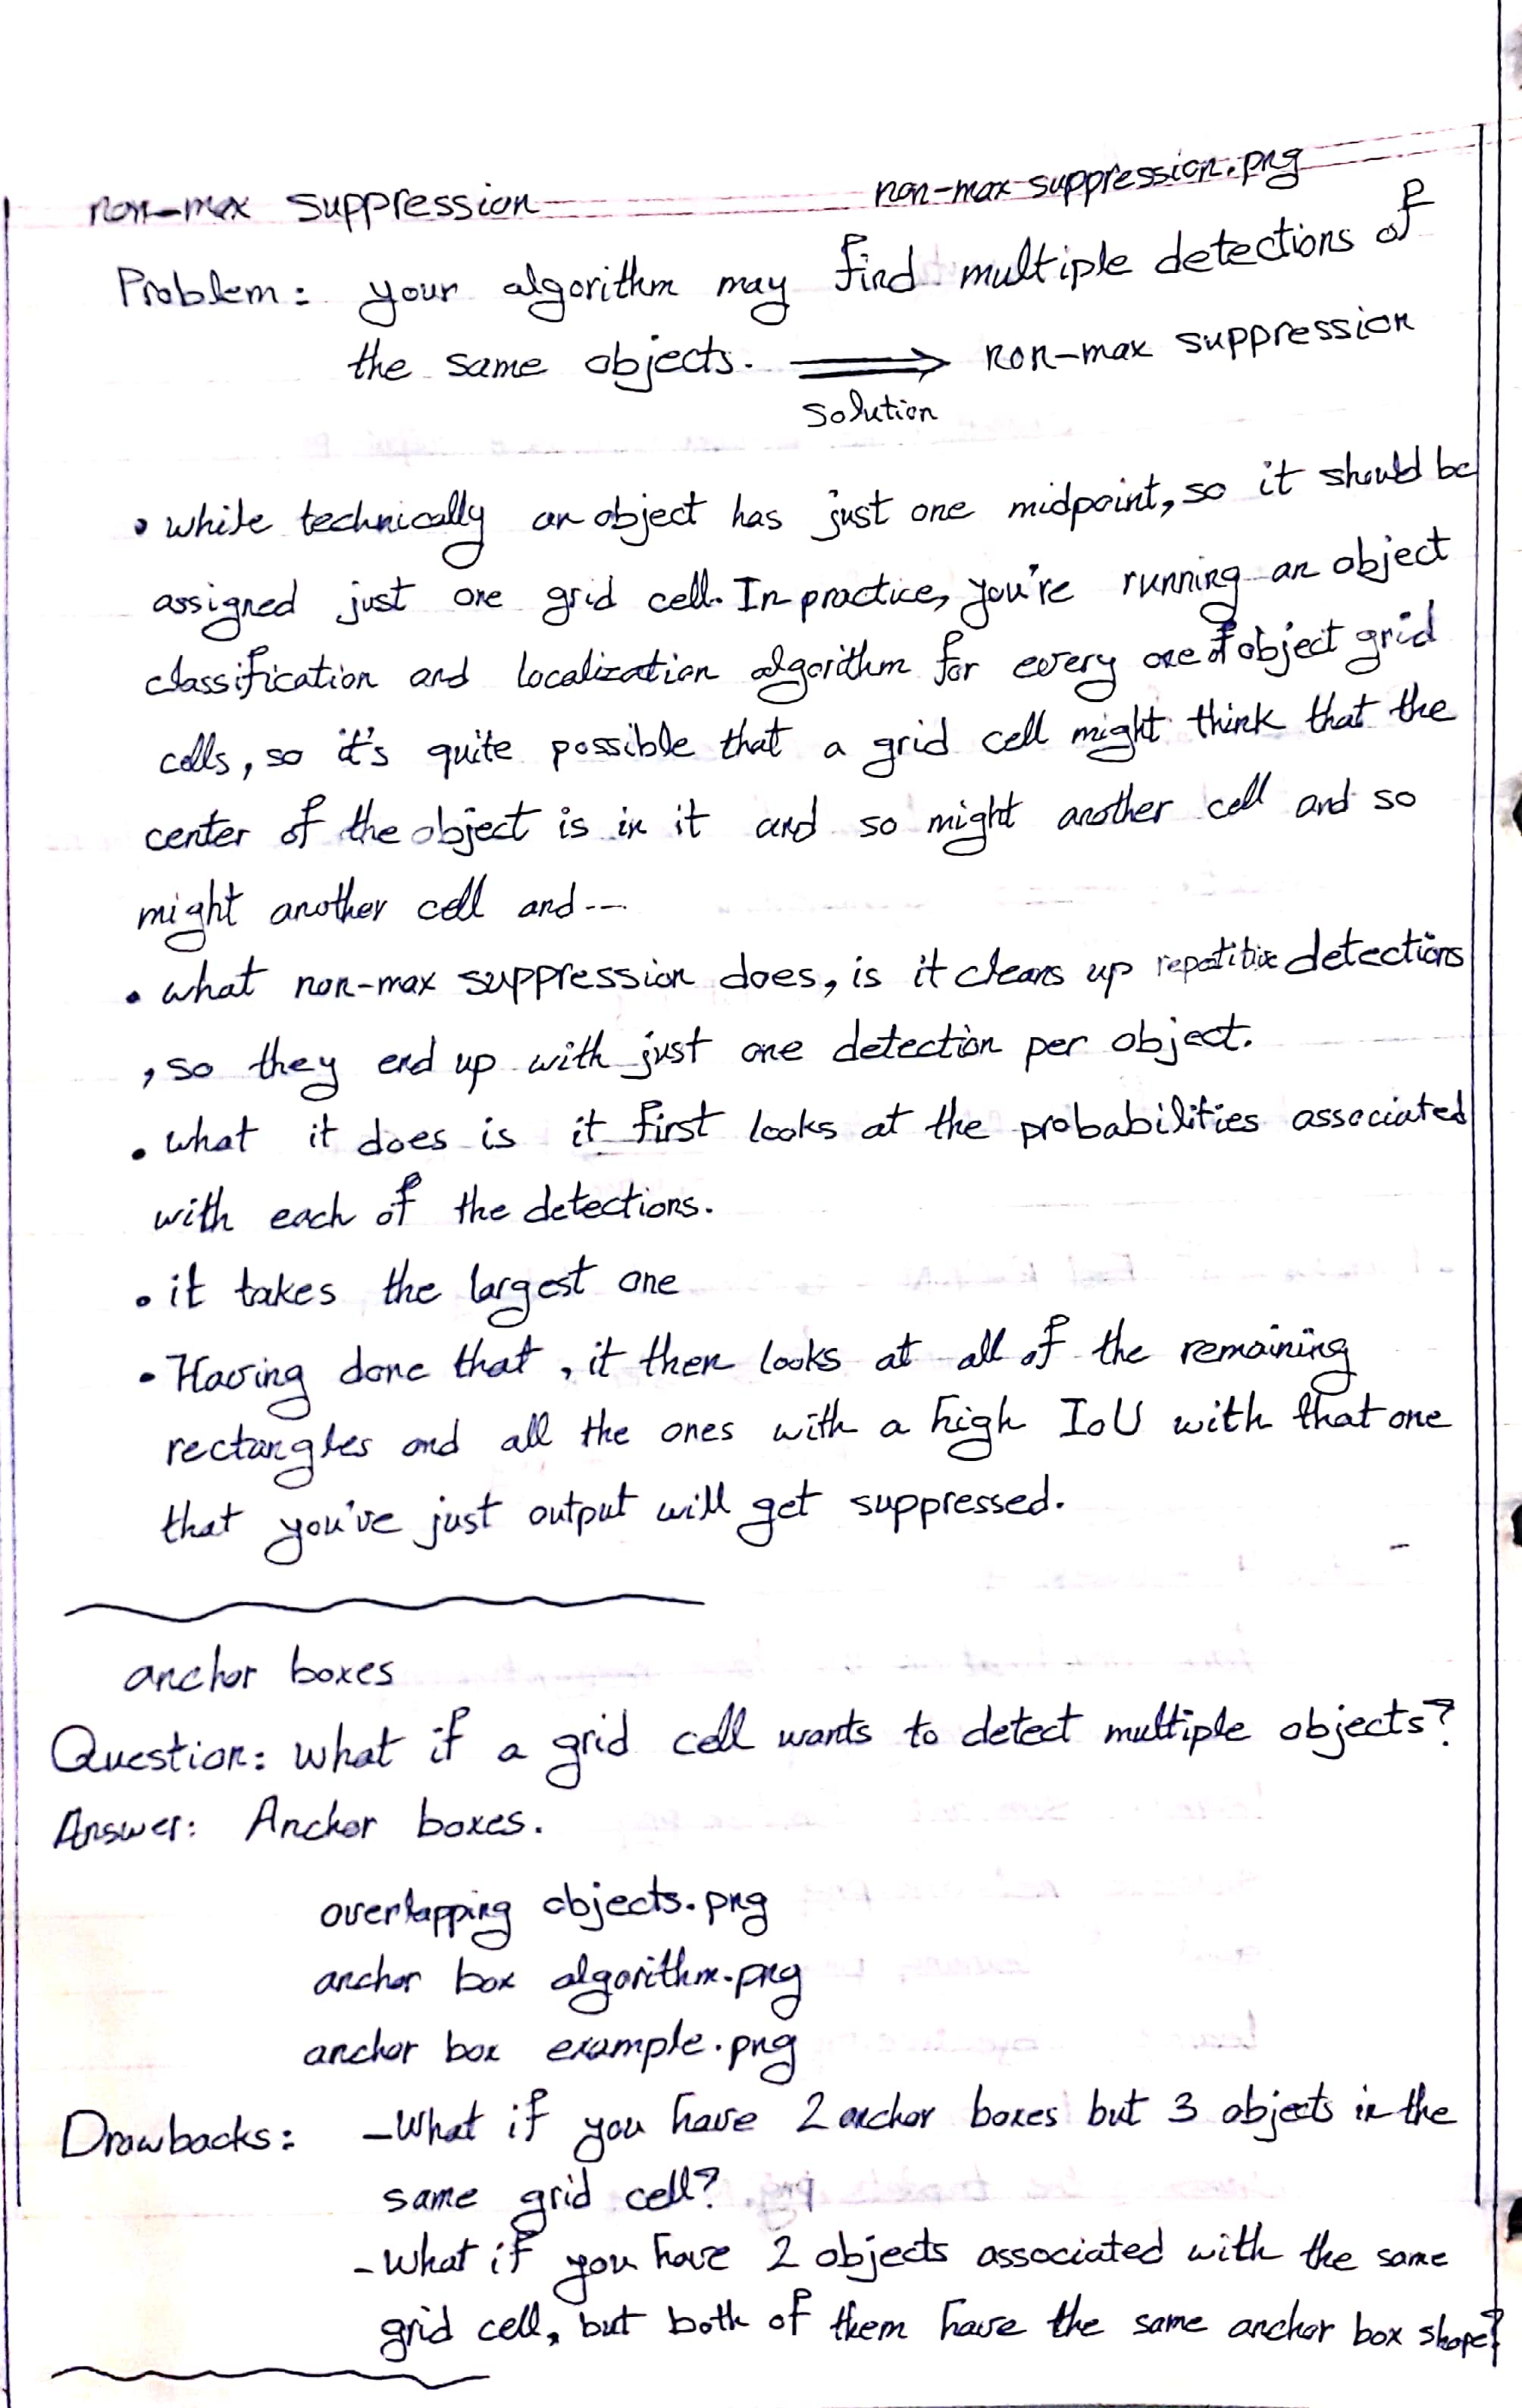 non-max suppression
non-max suppression.png
Problem: your algorithm may find multiple detections of
the same objects. ⟹ non-max suppression
solution
• while technically an object has just one midpoint, so it should be
assigned just one grid cell. In practice, you're running an object
classification and localization algorithm for every one of object grid
cells, so it's quite possible that a grid cell might think that the
center of the object is in it and so might another cell and so
might another cell and ---
• what non-max suppression does, is it cleans up repetitive detections
, so they end up with just one detection per object.
• what it does is it first looks at the probabilities associated
with each of the detections.
• it takes the largest one
• Having done that, it then looks at all of the remaining
rectangles and all the ones with a high IoU with that one
that you've just output will get suppressed.
anchor boxes
Question: what if a grid cell wants to detect multiple objects?
Answer: Anchor boxes.
overlapping objects.png
anchor box algorithm.png
anchor box example.png
Drawbacks: - What if you have 2 anchor boxes but 3 objects in the
same grid cell?
- What if you have 2 objects associated with the same
grid cell, but both of them have the same anchor box shape?